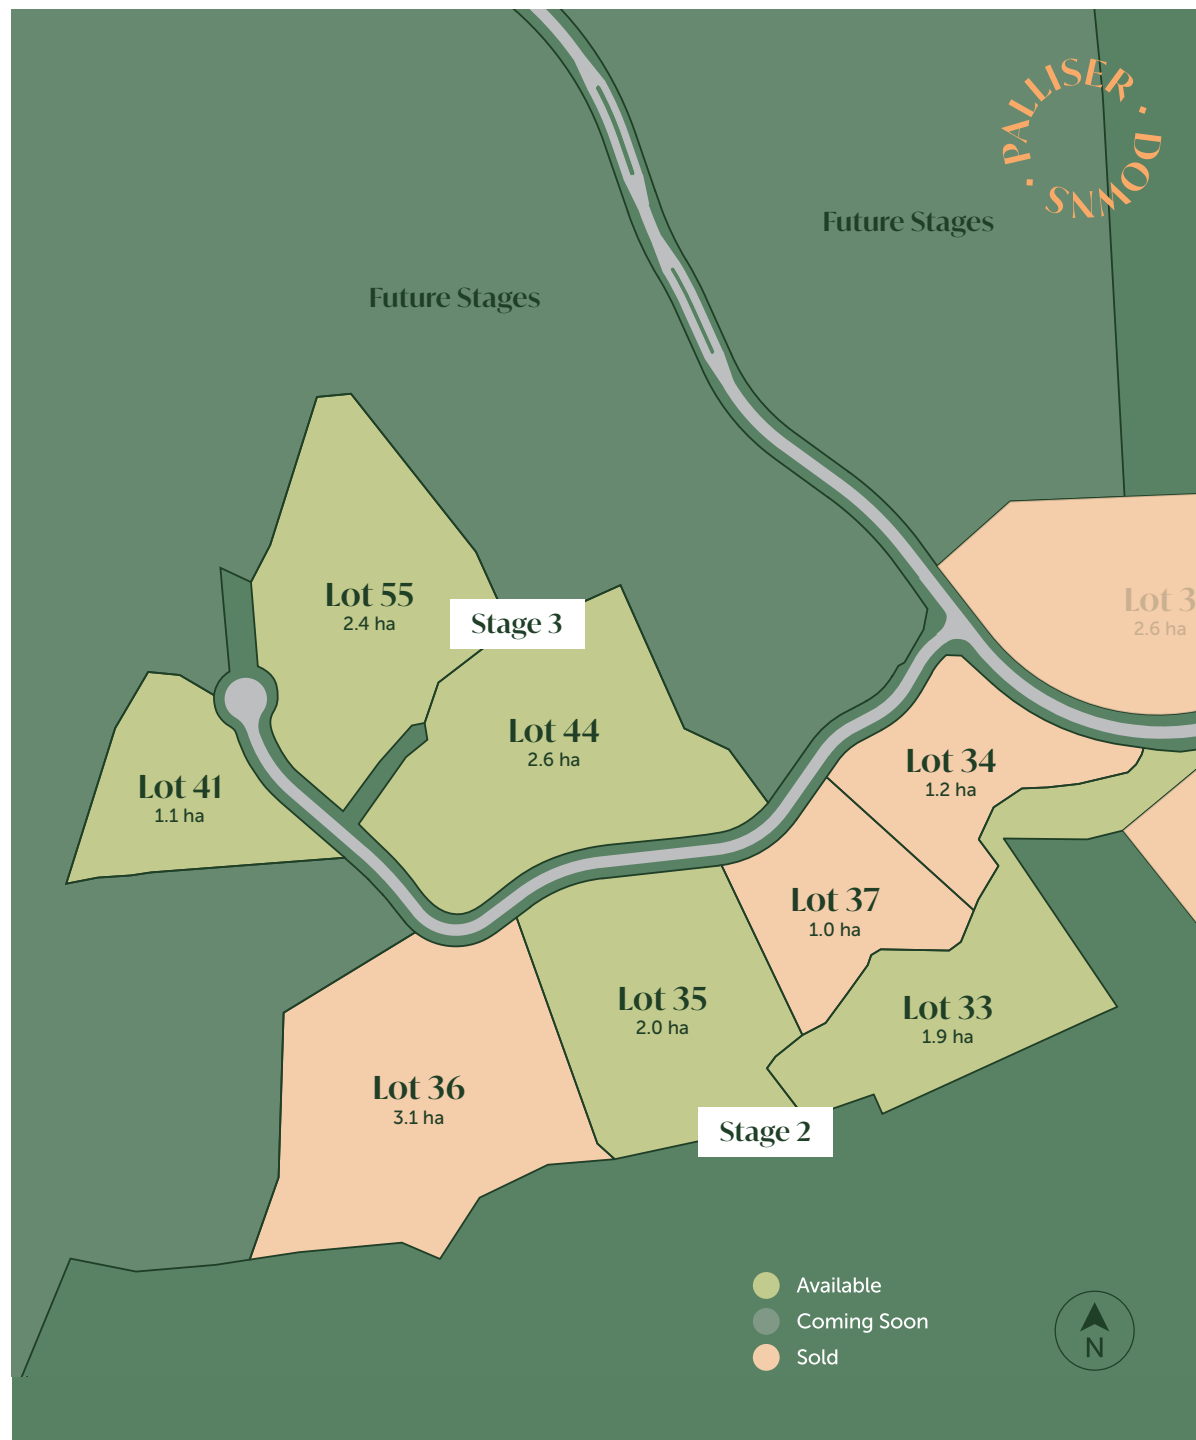 PALLISER · DOWNS ·
Future Stages
Future Stages
Lot 55
2.4 ha
Lot 3
2.6 ha
Stage 3
Lot 44
2.6 ha
Lot 34
1.2 ha
Lot 41
1.1 ha
Lot 37
1.0 ha
Lot 35
2.0 ha
Lot 33
1.9 ha
Lot 36
3.1 ha
Stage 2
Available
Coming Soon
Sold
N